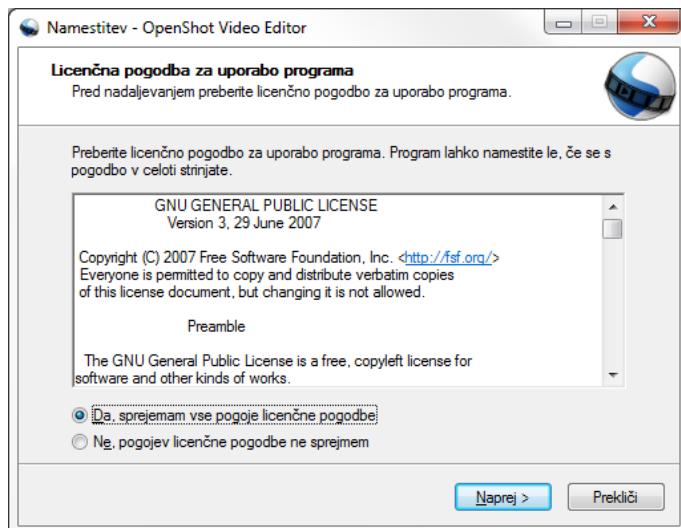 Namestitev - OpenShot Video Editor
Licenčna pogodba za uporabo programa
Pred nadaljevanjem preberite licenčno pogodbo za uporabo programa.
Preberite licenčno pogodbo za uporabo programa. Program lahko namestite le, če se s
pogodbo v celoti strinjate.
GNU GENERAL PUBLIC LICENSE
Version 3, 29 June 2007
Copyright (C) 2007 Free Software Foundation, Inc. <http://fsf.org/>
Everyone is permitted to copy and distribute verbatim copies
of this license document, but changing it is not allowed.
Preamble
The GNU General Public License is a free, copyleft license for
software and other kinds of works.
Da, sprejemam vse pogoje licenčne pogodbe
Ne, pogojev licenčne pogodbe ne sprejmem
Naprej >
Prekliči